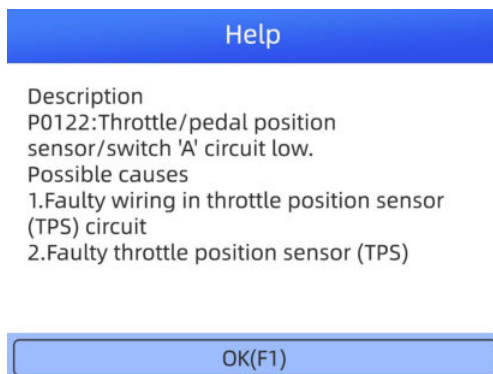 Help
Description
P0122:Throttle/pedal position
sensor/switch 'A' circuit low.
Possible causes
1.Faulty wiring in throttle position sensor
(TPS) circuit
2.Faulty throttle position sensor (TPS)
OK(F1)